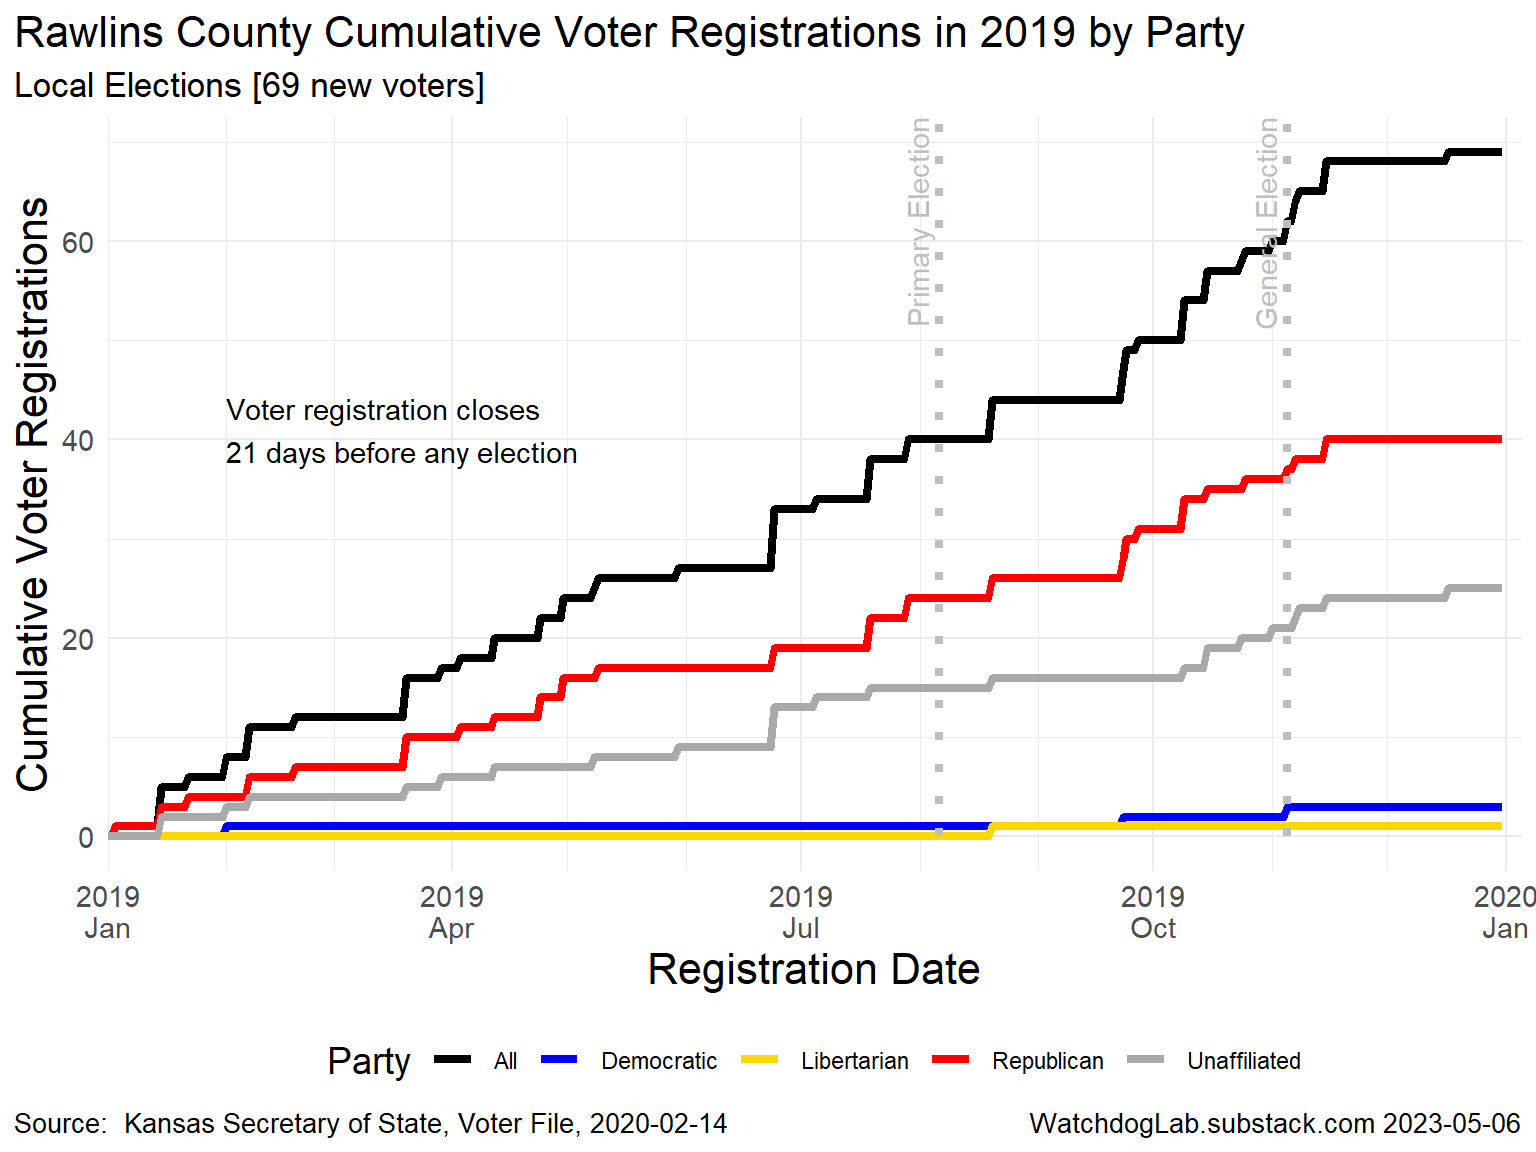 Rawlins County Cumulative Voter Registrations in 2019 by Party
Local Elections [69 new voters]
Cumulative Voter Registrations
60
40
20
0
Primary Election
General Election
Voter registration closes
21 days before any election
2019 2019 2019 2019 2020
Jan Apr Jul Oct Jan
Registration Date
Party All Democratic Libertarian Republican Unaffiliated
Source: Kansas Secretary of State, Voter File, 2020-02-14
WatchdogLab.substack.com 2023-05-06